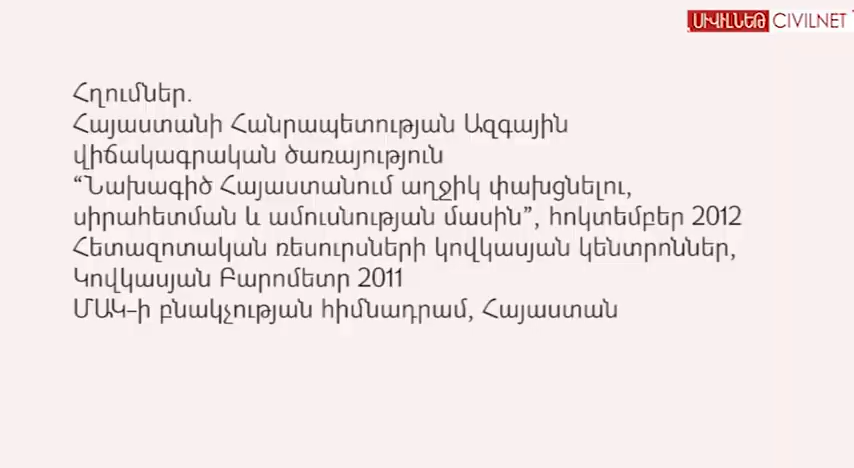 ՍԻՎԻԼՆԵԹ CIVILNET
Հղումներ.
Հայաստանի Հանրապետության Ազգային
վիճակագրական ծառայություն
“Նախագիծ Հայաստանում աղջիկ փախցնելու,
սիրահետման և ամուսնության մասին”, հոկտեմբեր 2012
Հետազոտական ռեսուրսների կովկասյան կենտրոններ,
Կովկասյան Բարոմետր 2011
ՄԱԿ-ի բնակչության հիմնադրամ, Հայաստան